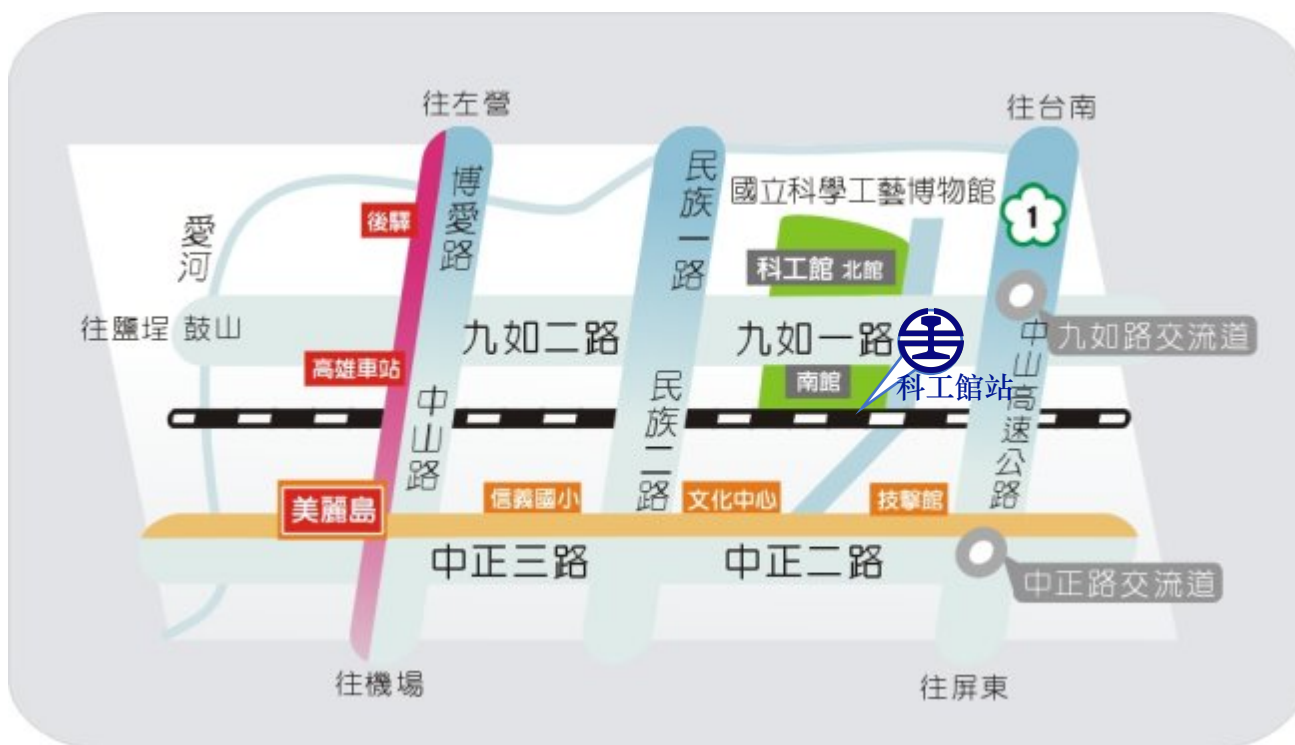 往左營
往台南
博愛路
民族一路
國立科學工藝博物館
1
後驛
愛河
科工館 北館
往鹽埕 鼓山
九如二路
九如一路
九如路交流道
高雄車站
南館
科工館站
中山路
民族二路
中山高速公路
美麗島
信義國小
文化中心
技擊館
中正三路
中正二路
中正路交流道
往機場
往屏東